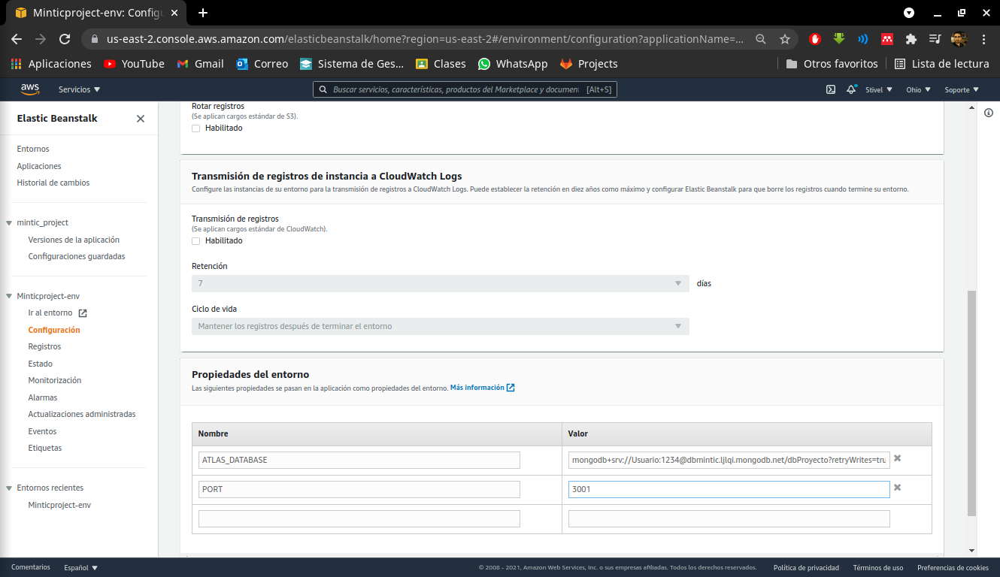 Minticproject-env: Configu
us-east-2.console.aws.amazon.com/elasticbeanstalk/home?region=us-east-2#/environment/configuration?applicationName=...
Aplicaciones YouTube Gmail Correo Sistema de Ges... Clases WhatsApp Projects Otros favoritos Lista de lectura
aws Servicios Buscar servicios, características, productos del Marketplace y document [Alt+S] Stivel Ohio Soporte
Elastic Beanstalk
Entornos
Aplicaciones
Historial de cambios
mintic_project
Versiones de la aplicación
Configuraciones guardadas
Minticproject-env
Ir al entorno
Configuración
Registros
Estado
Monitorización
Alarmas
Actualizaciones administradas
Eventos
Etiquetas
Entornos recientes
Minticproject-env
Rotar registros
(Se aplican cargos estándar de S3).
Habilitado
Transmisión de registros de instancia a CloudWatch Logs
Configure las instancias de su entorno para la transmisión de registros a CloudWatch Logs. Puede establecer la retención en diez años como máximo y configurar Elastic Beanstalk para que borre los registros cuando termine su entorno.
Transmisión de registros
(Se aplican cargos estándar de CloudWatch).
Habilitado
Retención
7 días
Ciclo de vida
Mantener los registros después de terminar el entorno
Propiedades del entorno
Las siguientes propiedades se pasan en la aplicación como propiedades del entorno. Más información
Nombre Valor
ATLAS_DATABASE mongodb+srv://Usuario:1234@dbmintic.ljlqi.mongodb.net/dbProyecto?retryWrites=tru
PORT 3001
Comentarios Español © 2008 - 2021, Amazon Web Services, Inc. o sus empresas afiliadas. Todos los derechos reservados. Política de privacidad Términos de uso Preferencias de cookies